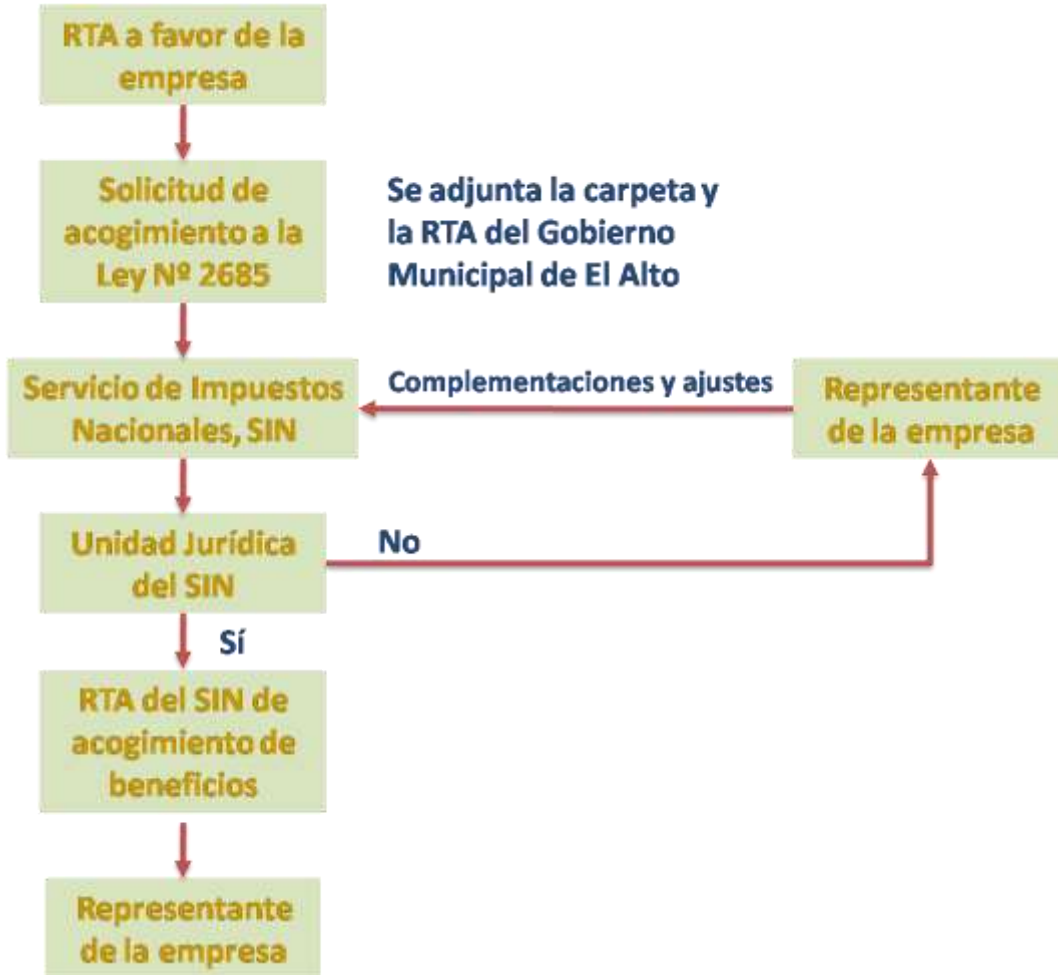 RTA a favor de la
empresa
Solicitud de
acogimiento a la
Ley Nº 2685
Se adjunta la carpeta y
la RTA del Gobierno
Municipal de El Alto
Servicio de Impuestos
Nacionales, SIN
Complementaciones y ajustes
Representante
de la empresa
Unidad Jurídica
del SIN
No
Sí
RTA del SIN de
acogimiento de
beneficios
Representante
de la empresa